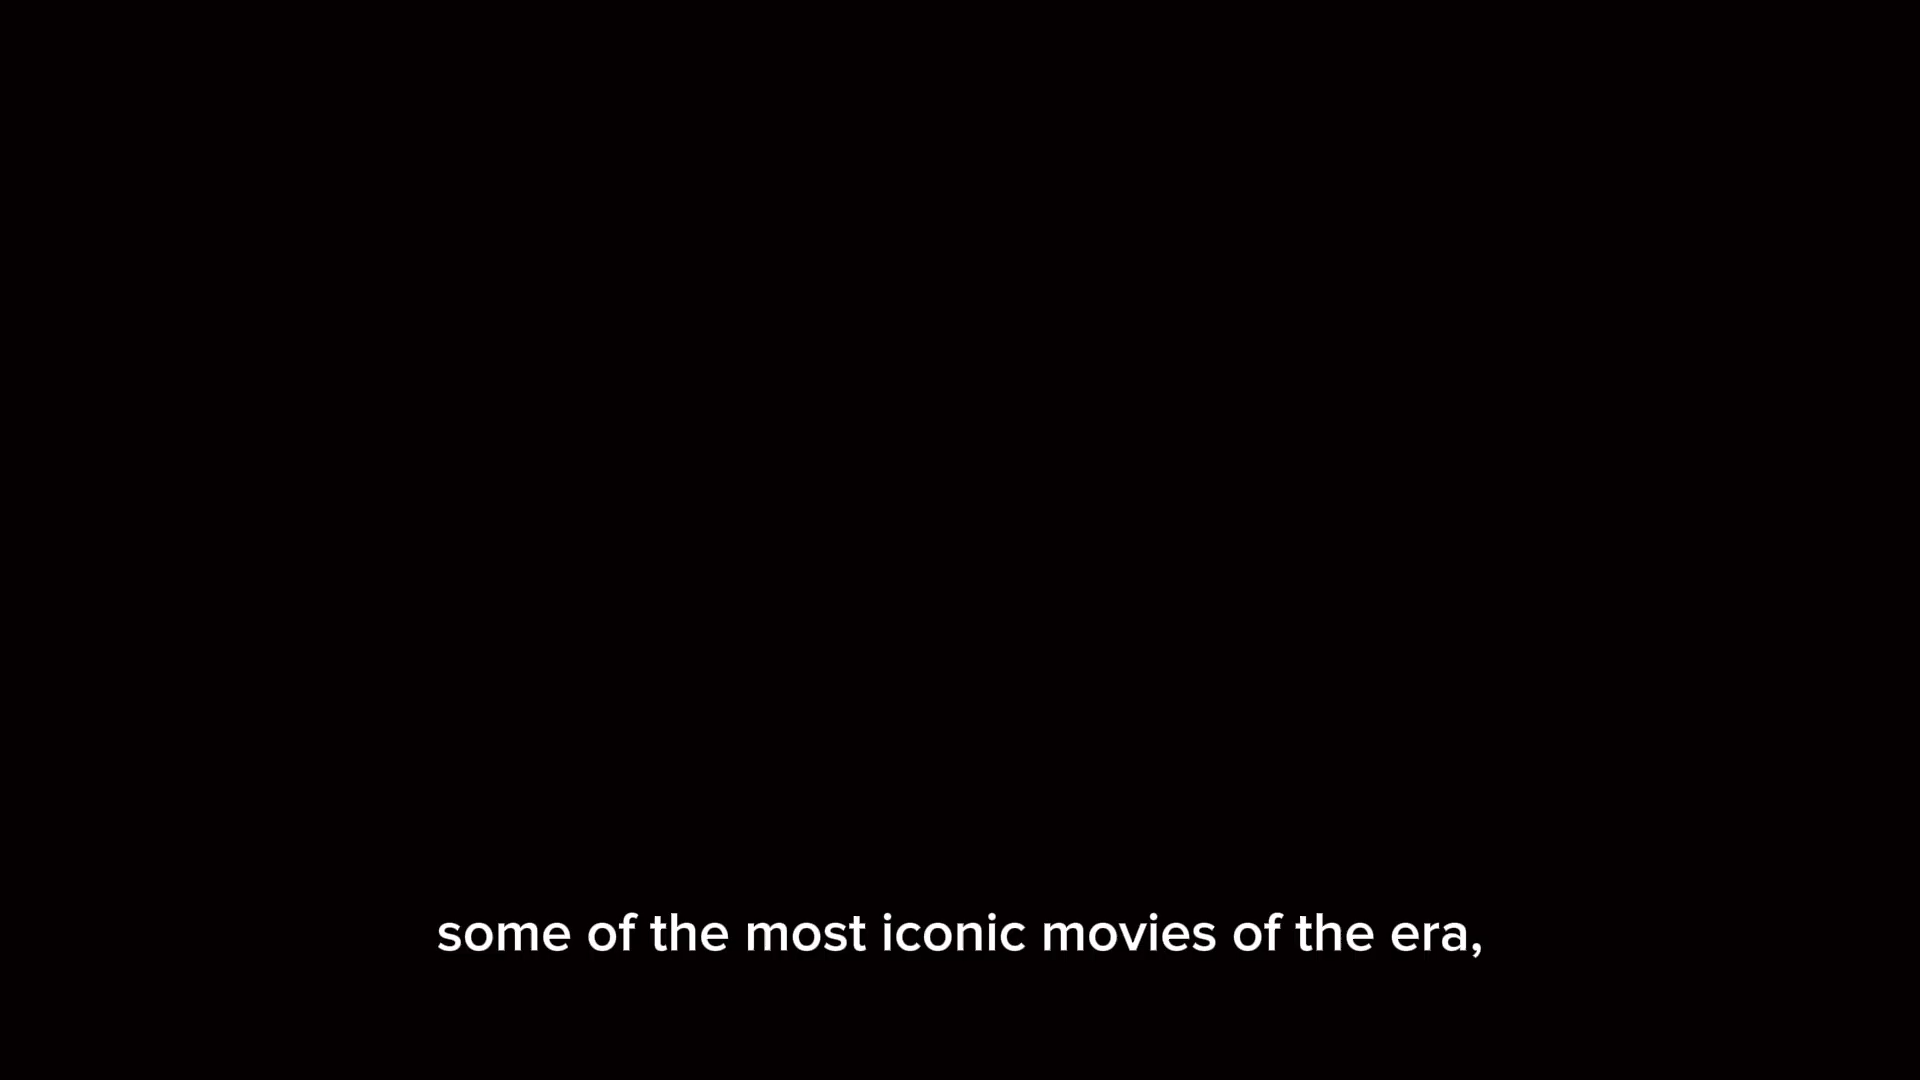 some of the most iconic movies of the era,